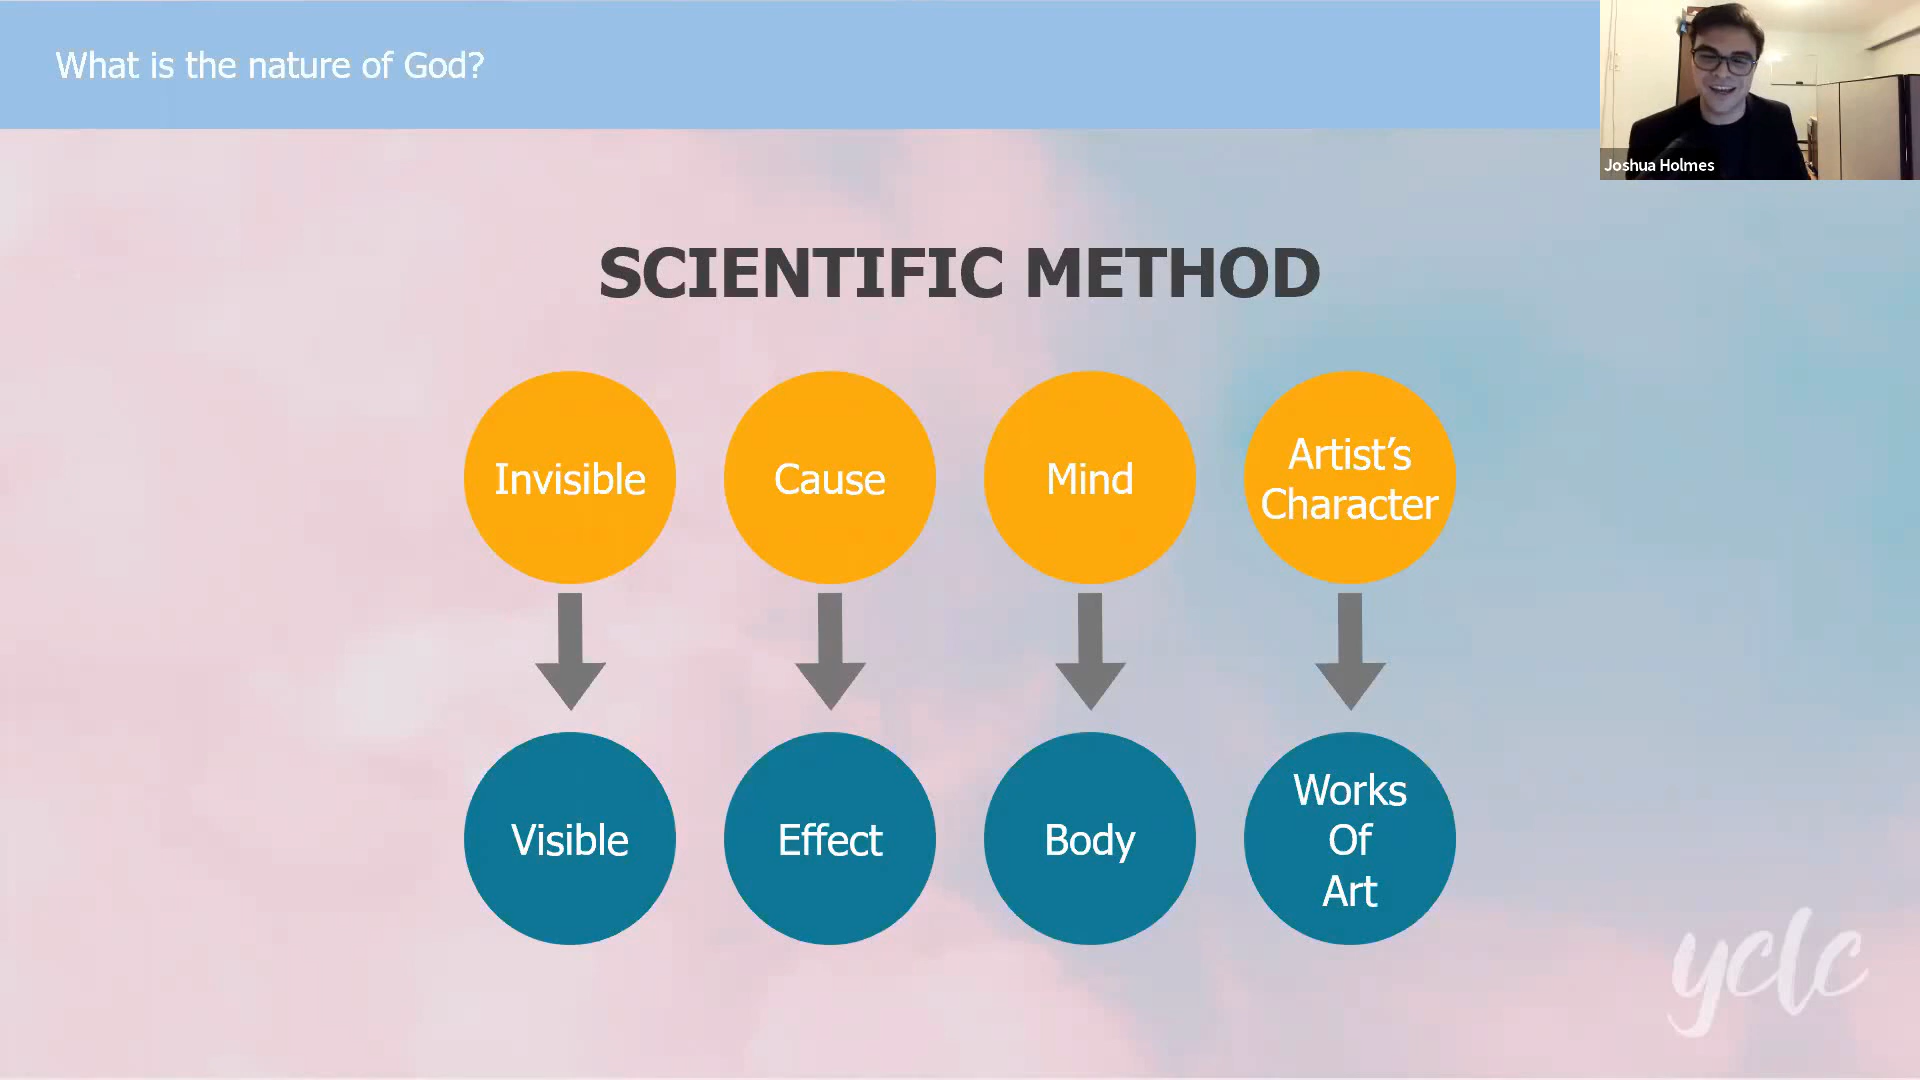 What is the nature of God?
Joshua Holmes
SCIENTIFIC METHOD
Invisible
Cause
Mind
Artist’s
Character
Visible
Effect
Body
Works
Of
Art
yclc